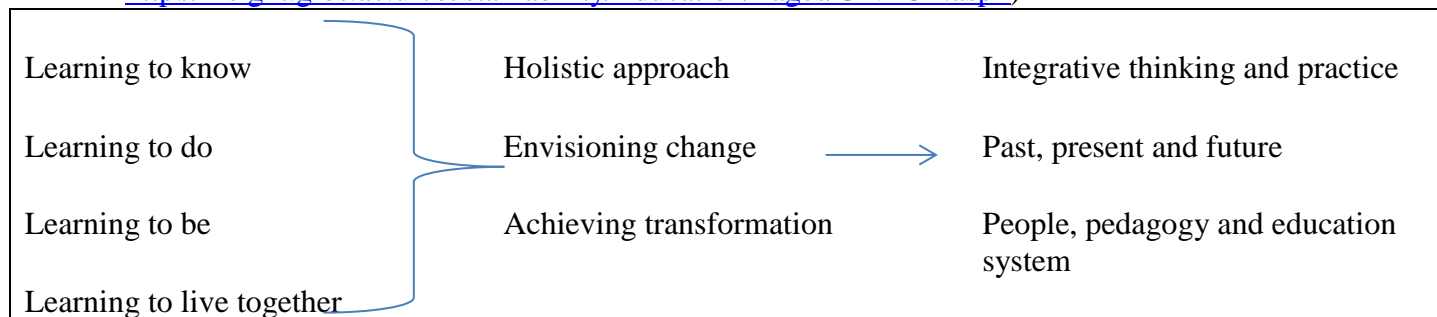 Learning to know
Holistic approach
Integrative thinking and practice
Learning to do
Envisioning change
Past, present and future
Learning to be
Achieving transformation
People, pedagogy and education
system
Learning to live together